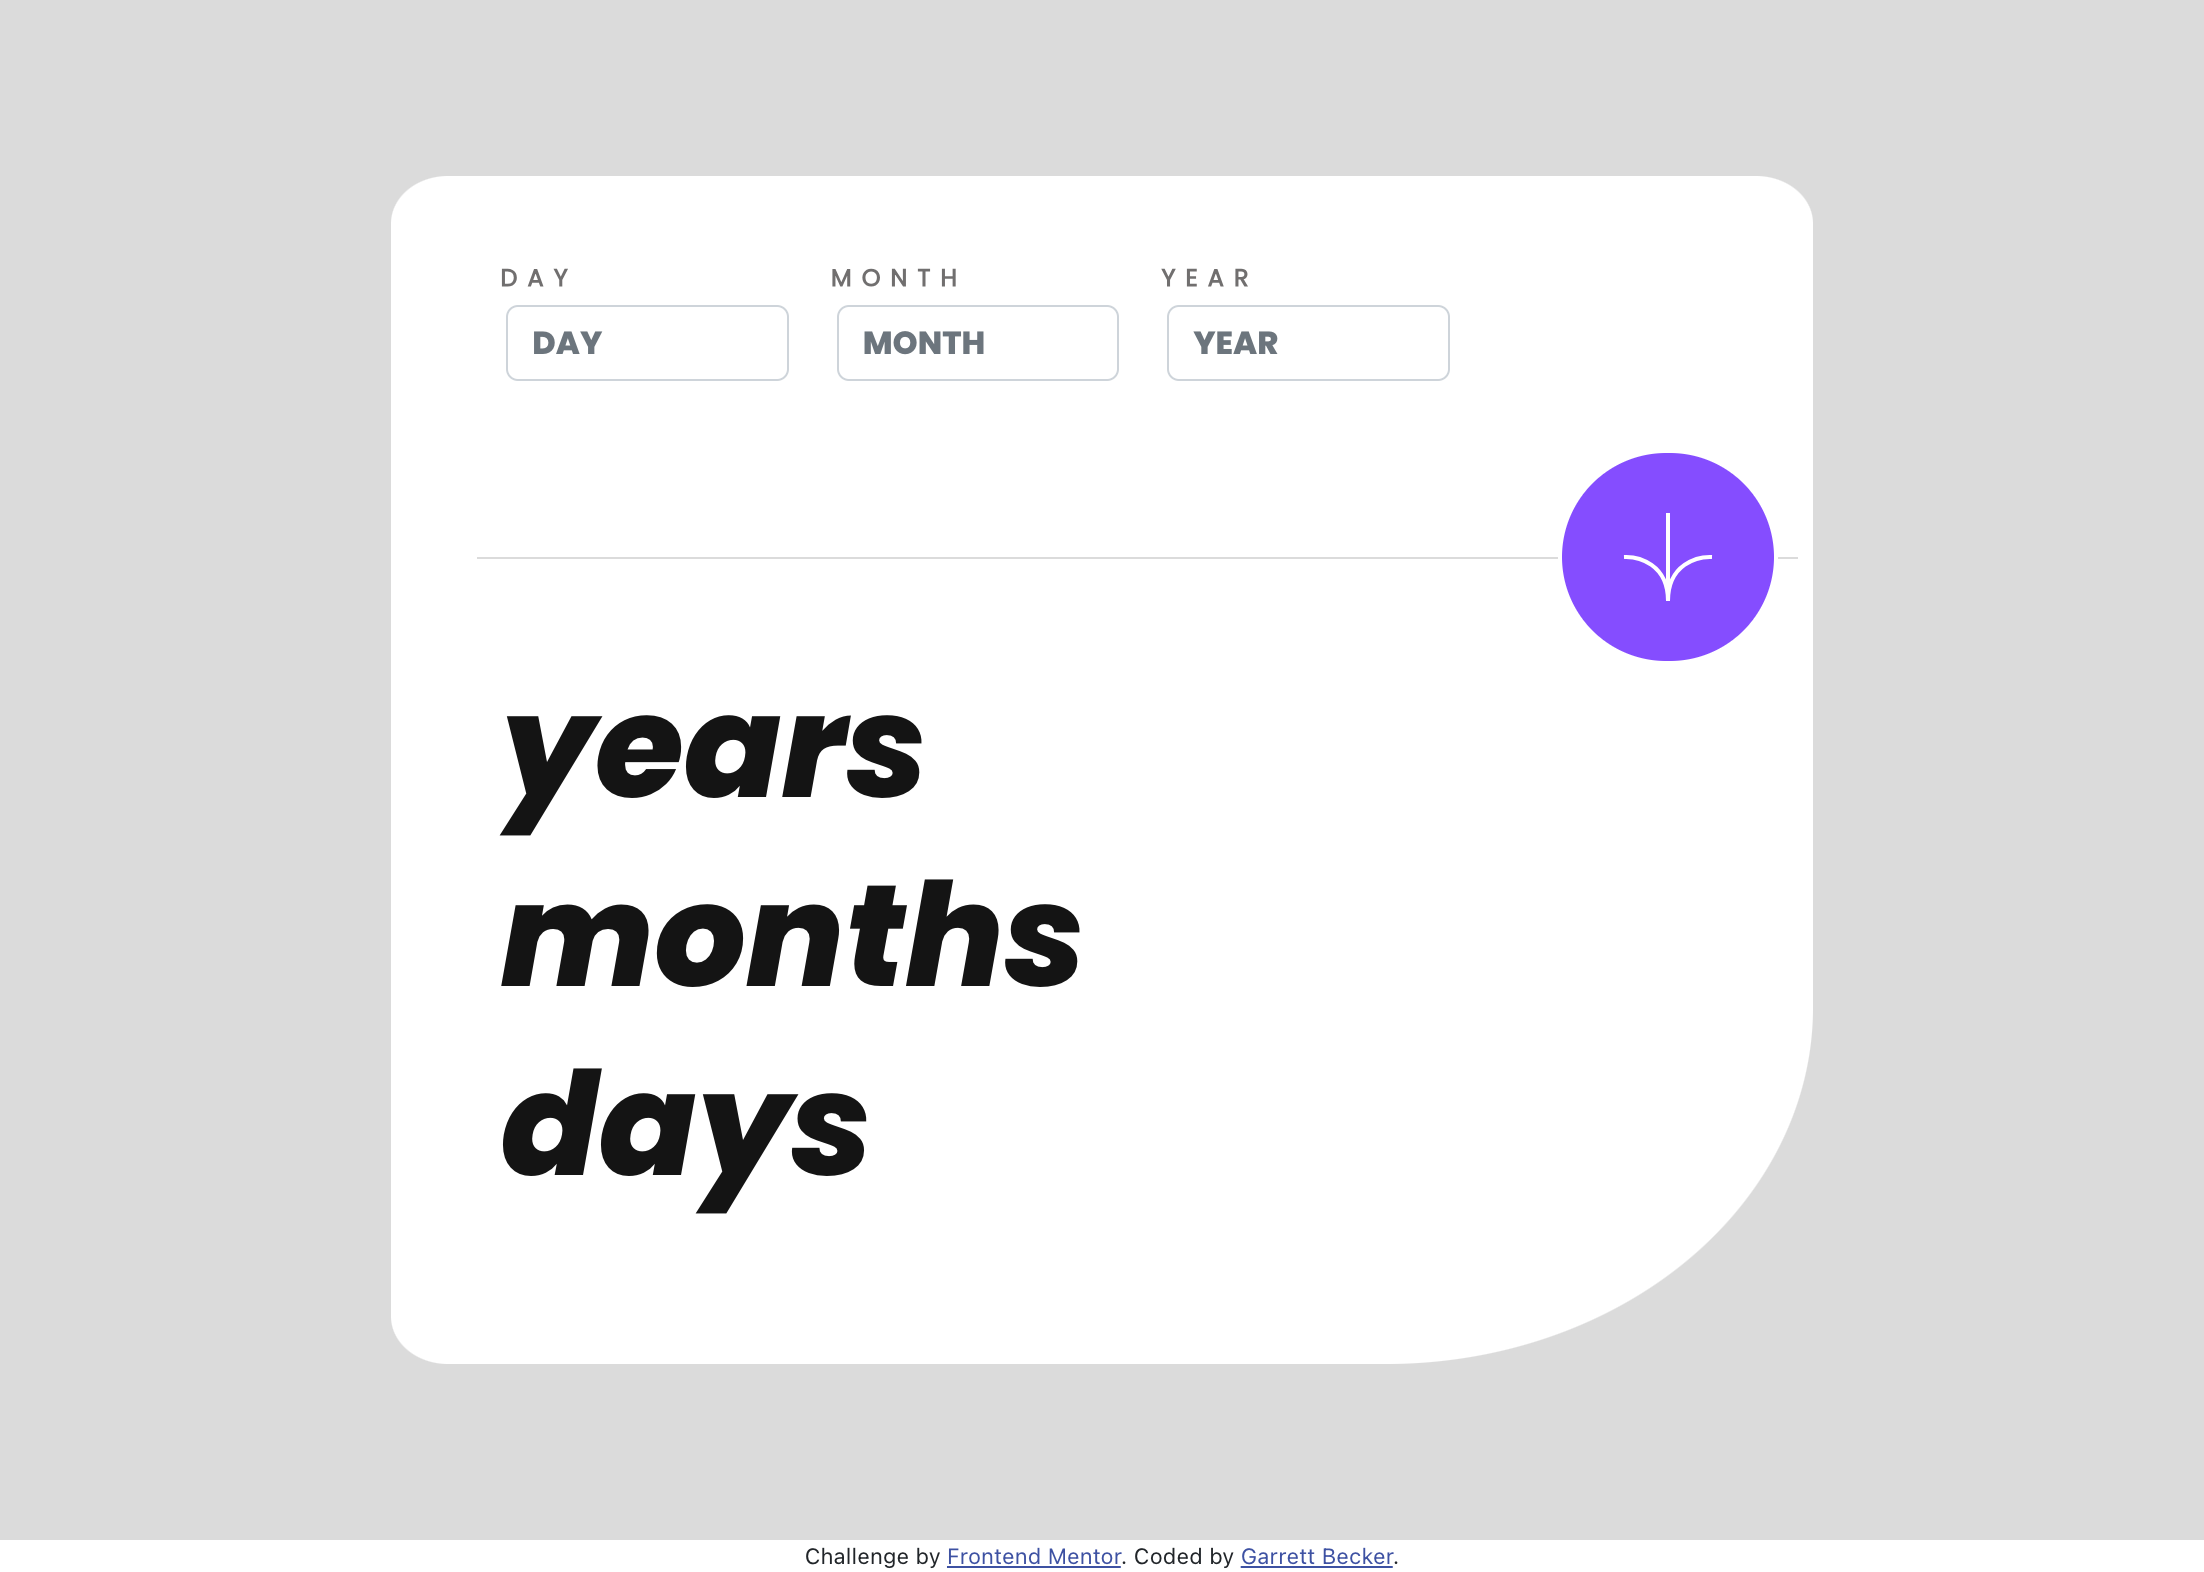 DAY MONTH YEAR
DAY MONTH YEAR
years
months
days
Challenge by Frontend Mentor. Coded by Garrett Becker.